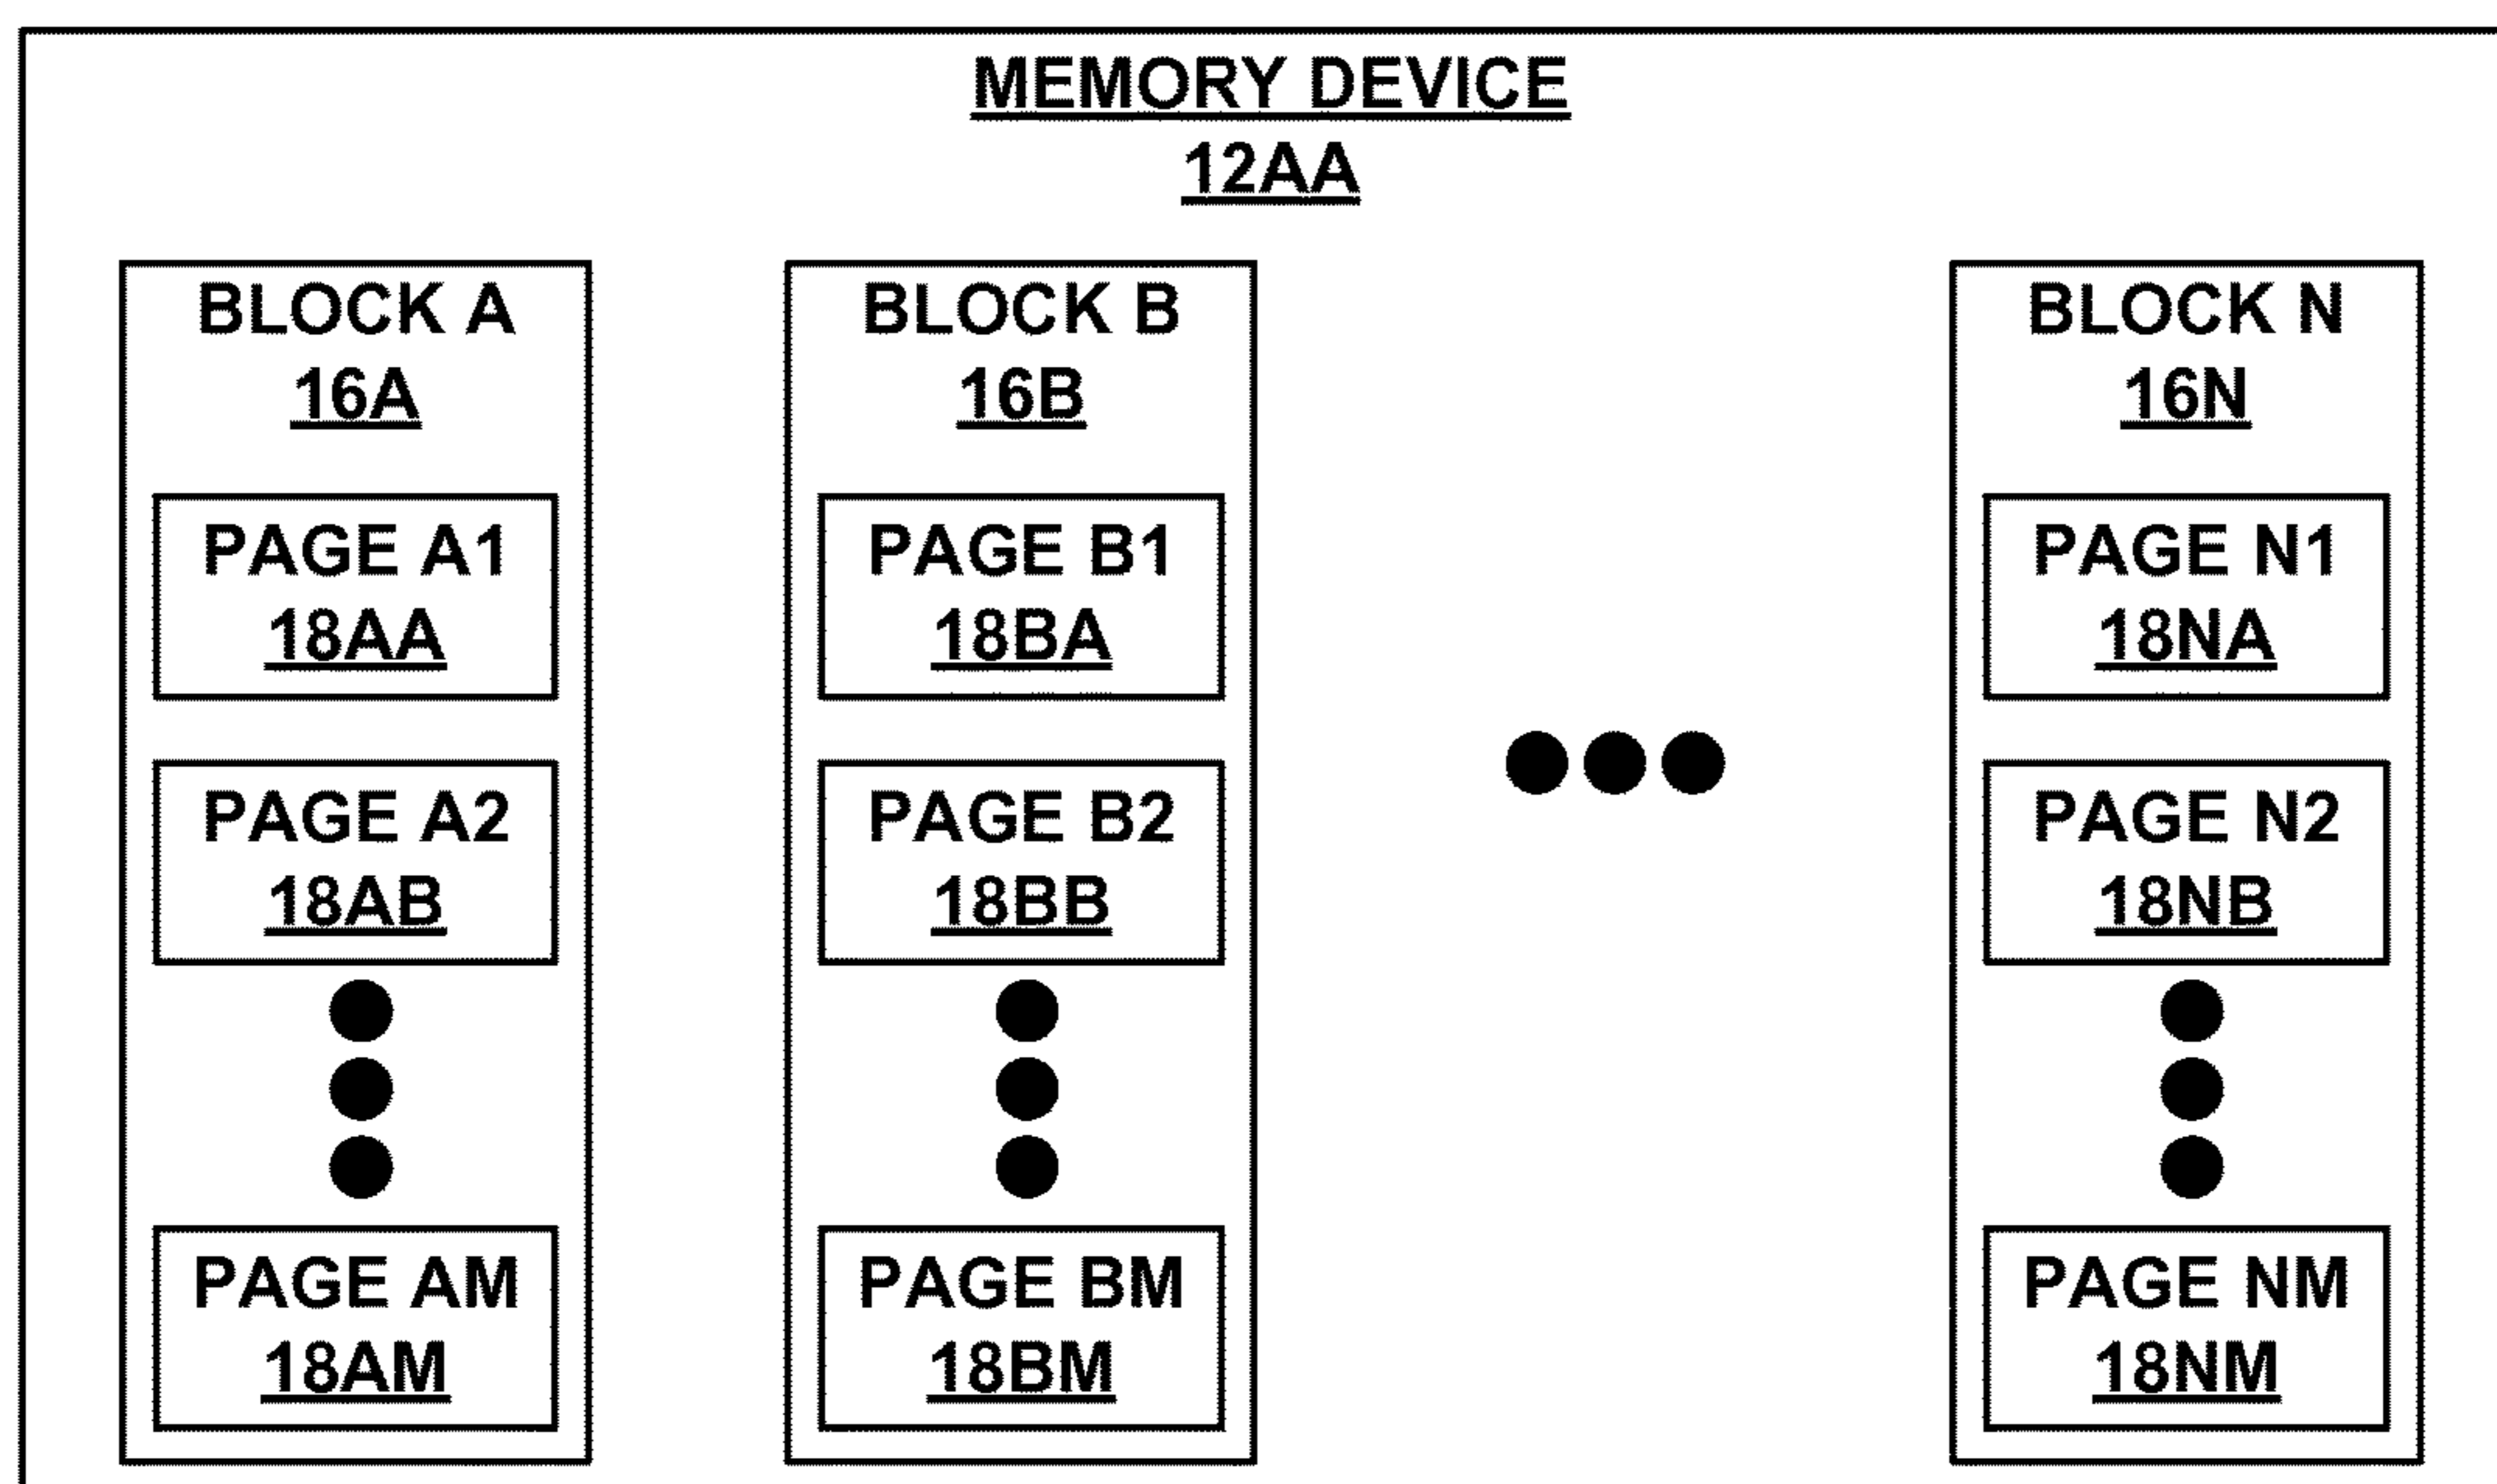 MEMORY DEVICE
12AA
BLOCK A
16A
PAGE A1
18AA
PAGE A2
18AB
PAGE AM
18AM
BLOCK B
16B
PAGE B1
18BA
PAGE B2
18BB
PAGE BM
18BM
BLOCK N
16N
PAGE N1
18NA
PAGE N2
18NB
PAGE NM
18NM